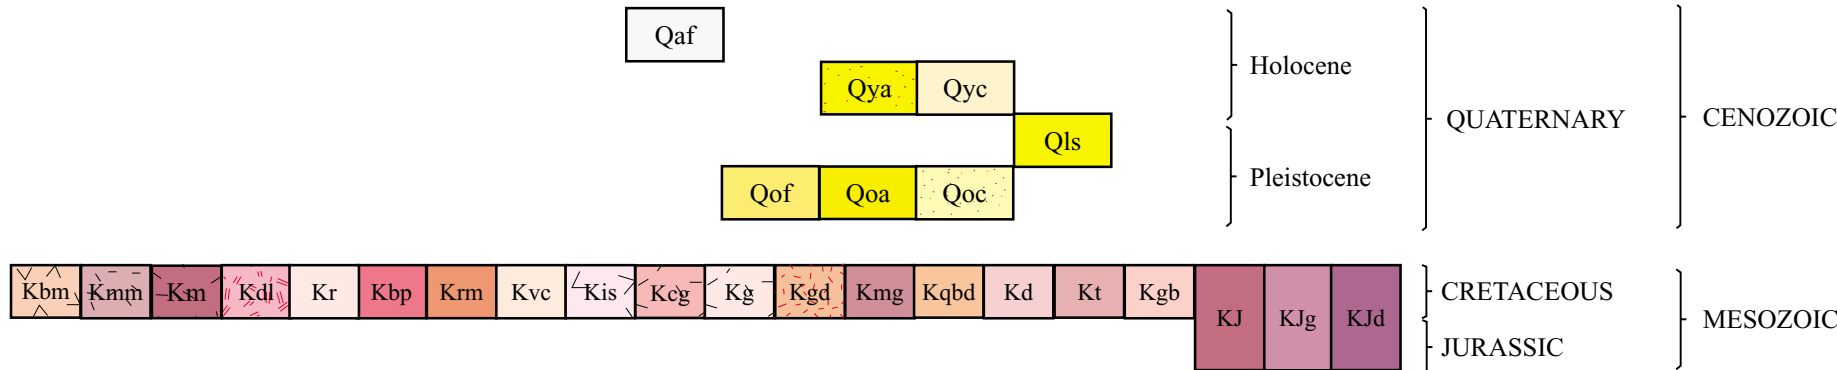 Qaf
Holocene
Qya Qyc
QUATERNARY
CENOZOIC
Qls
Pleistocene
Qof Qoa Qoc
Kbm Kmm Km Kdl Kr Kbp Krm Kvc Kis Kcg Kg Kgd Kmg Kqbd Kd Kt Kgb
CRETACEOUS
KJ KJg KJd
MESOZOIC
JURASSIC